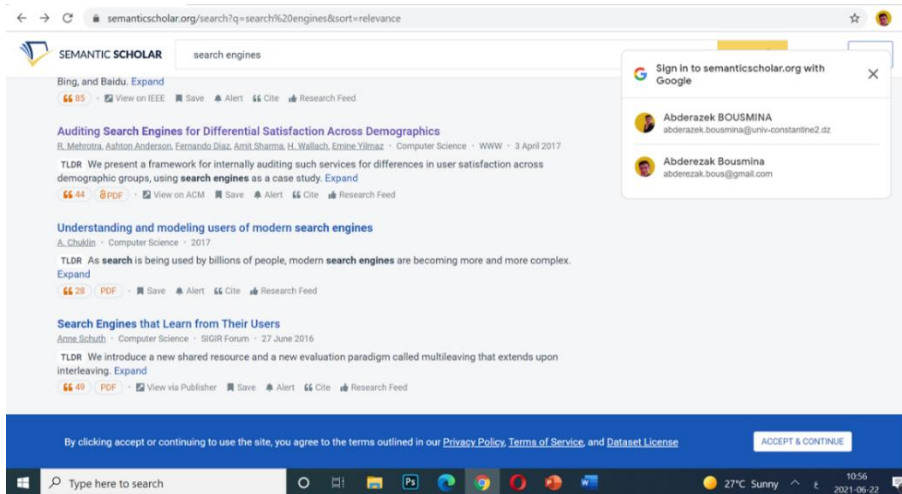 semanticscholar.org/search?q=search%20engines&sort=relevance
SEMANTIC SCHOLAR
search engines
Bing, and Baidu. Expand
85 · View on IEEE Save Alert Cite Research Feed
Auditing Search Engines for Differential Satisfaction Across Demographics
R. Mehrotra, Ashton Anderson, Fernando Diaz, Amit Sharma, H. Wallach, Emine Yilmaz · Computer Science · WWW · 3 April 2017
TLDR We present a framework for internally auditing such services for differences in user satisfaction across
demographic groups, using search engines as a case study. Expand
44 PDF · View on ACM Save Alert Cite Research Feed
Understanding and modeling users of modern search engines
A. Chuklin · Computer Science · 2017
TLDR As search is being used by billions of people, modern search engines are becoming more and more complex.
Expand
28 PDF · Save Alert Cite Research Feed
Search Engines that Learn from Their Users
Anne Schuth · Computer Science · SIGIR Forum · 27 June 2016
TLDR We introduce a new shared resource and a new evaluation paradigm called multileaving that extends upon
interleaving. Expand
49 PDF · View via Publisher Save Alert Cite Research Feed
Sign in to semanticscholar.org with
Google
Abderazek BOUSMINA
abderazek.bousmina@univ-constantine2.dz
Abderezak Bousmina
abderezak.bous@gmail.com
By clicking accept or continuing to use the site, you agree to the terms outlined in our Privacy Policy, Terms of Service, and Dataset License
ACCEPT & CONTINUE
Type here to search
Ps
27°C Sunny
ع
10:56
2021-06-22